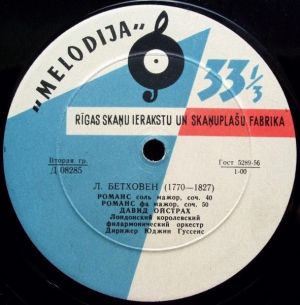 „MELODIJA”
33⅓
RĪGAS SKAŅU IERAKSTU UN SKAŅUPLAŠU FABRIKA
Вторая гр.
Д 08285
Гост 5289-56
1-00
Л. БЕТХОВЕН (1770—1827)
РОМАНС соль мажор, соч. 40
РОМАНС фа мажор, соч. 50
ДАВИД ОЙСТРАХ
Лондонский королевский
филармонический оркестр
Дирижер Юджин Гуссенс